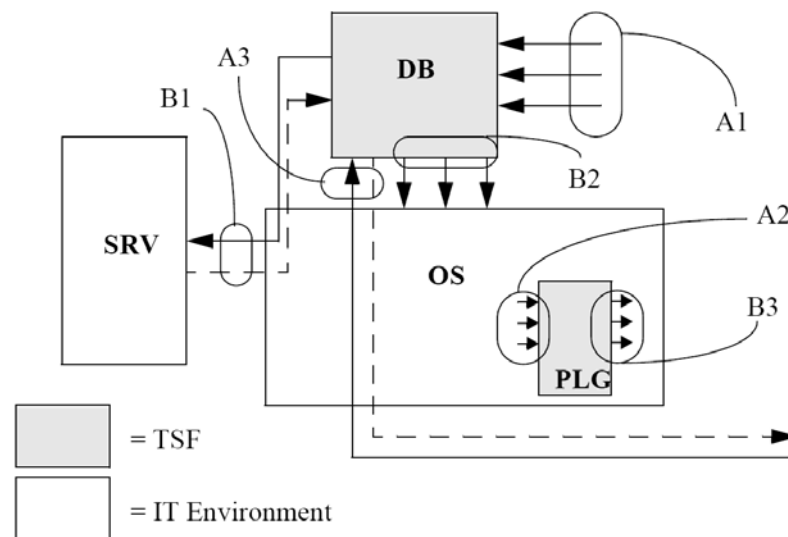 A3
B1
DB
A1
B2
SRV
OS
A2
B3
PLG
= TSF
= IT Environment